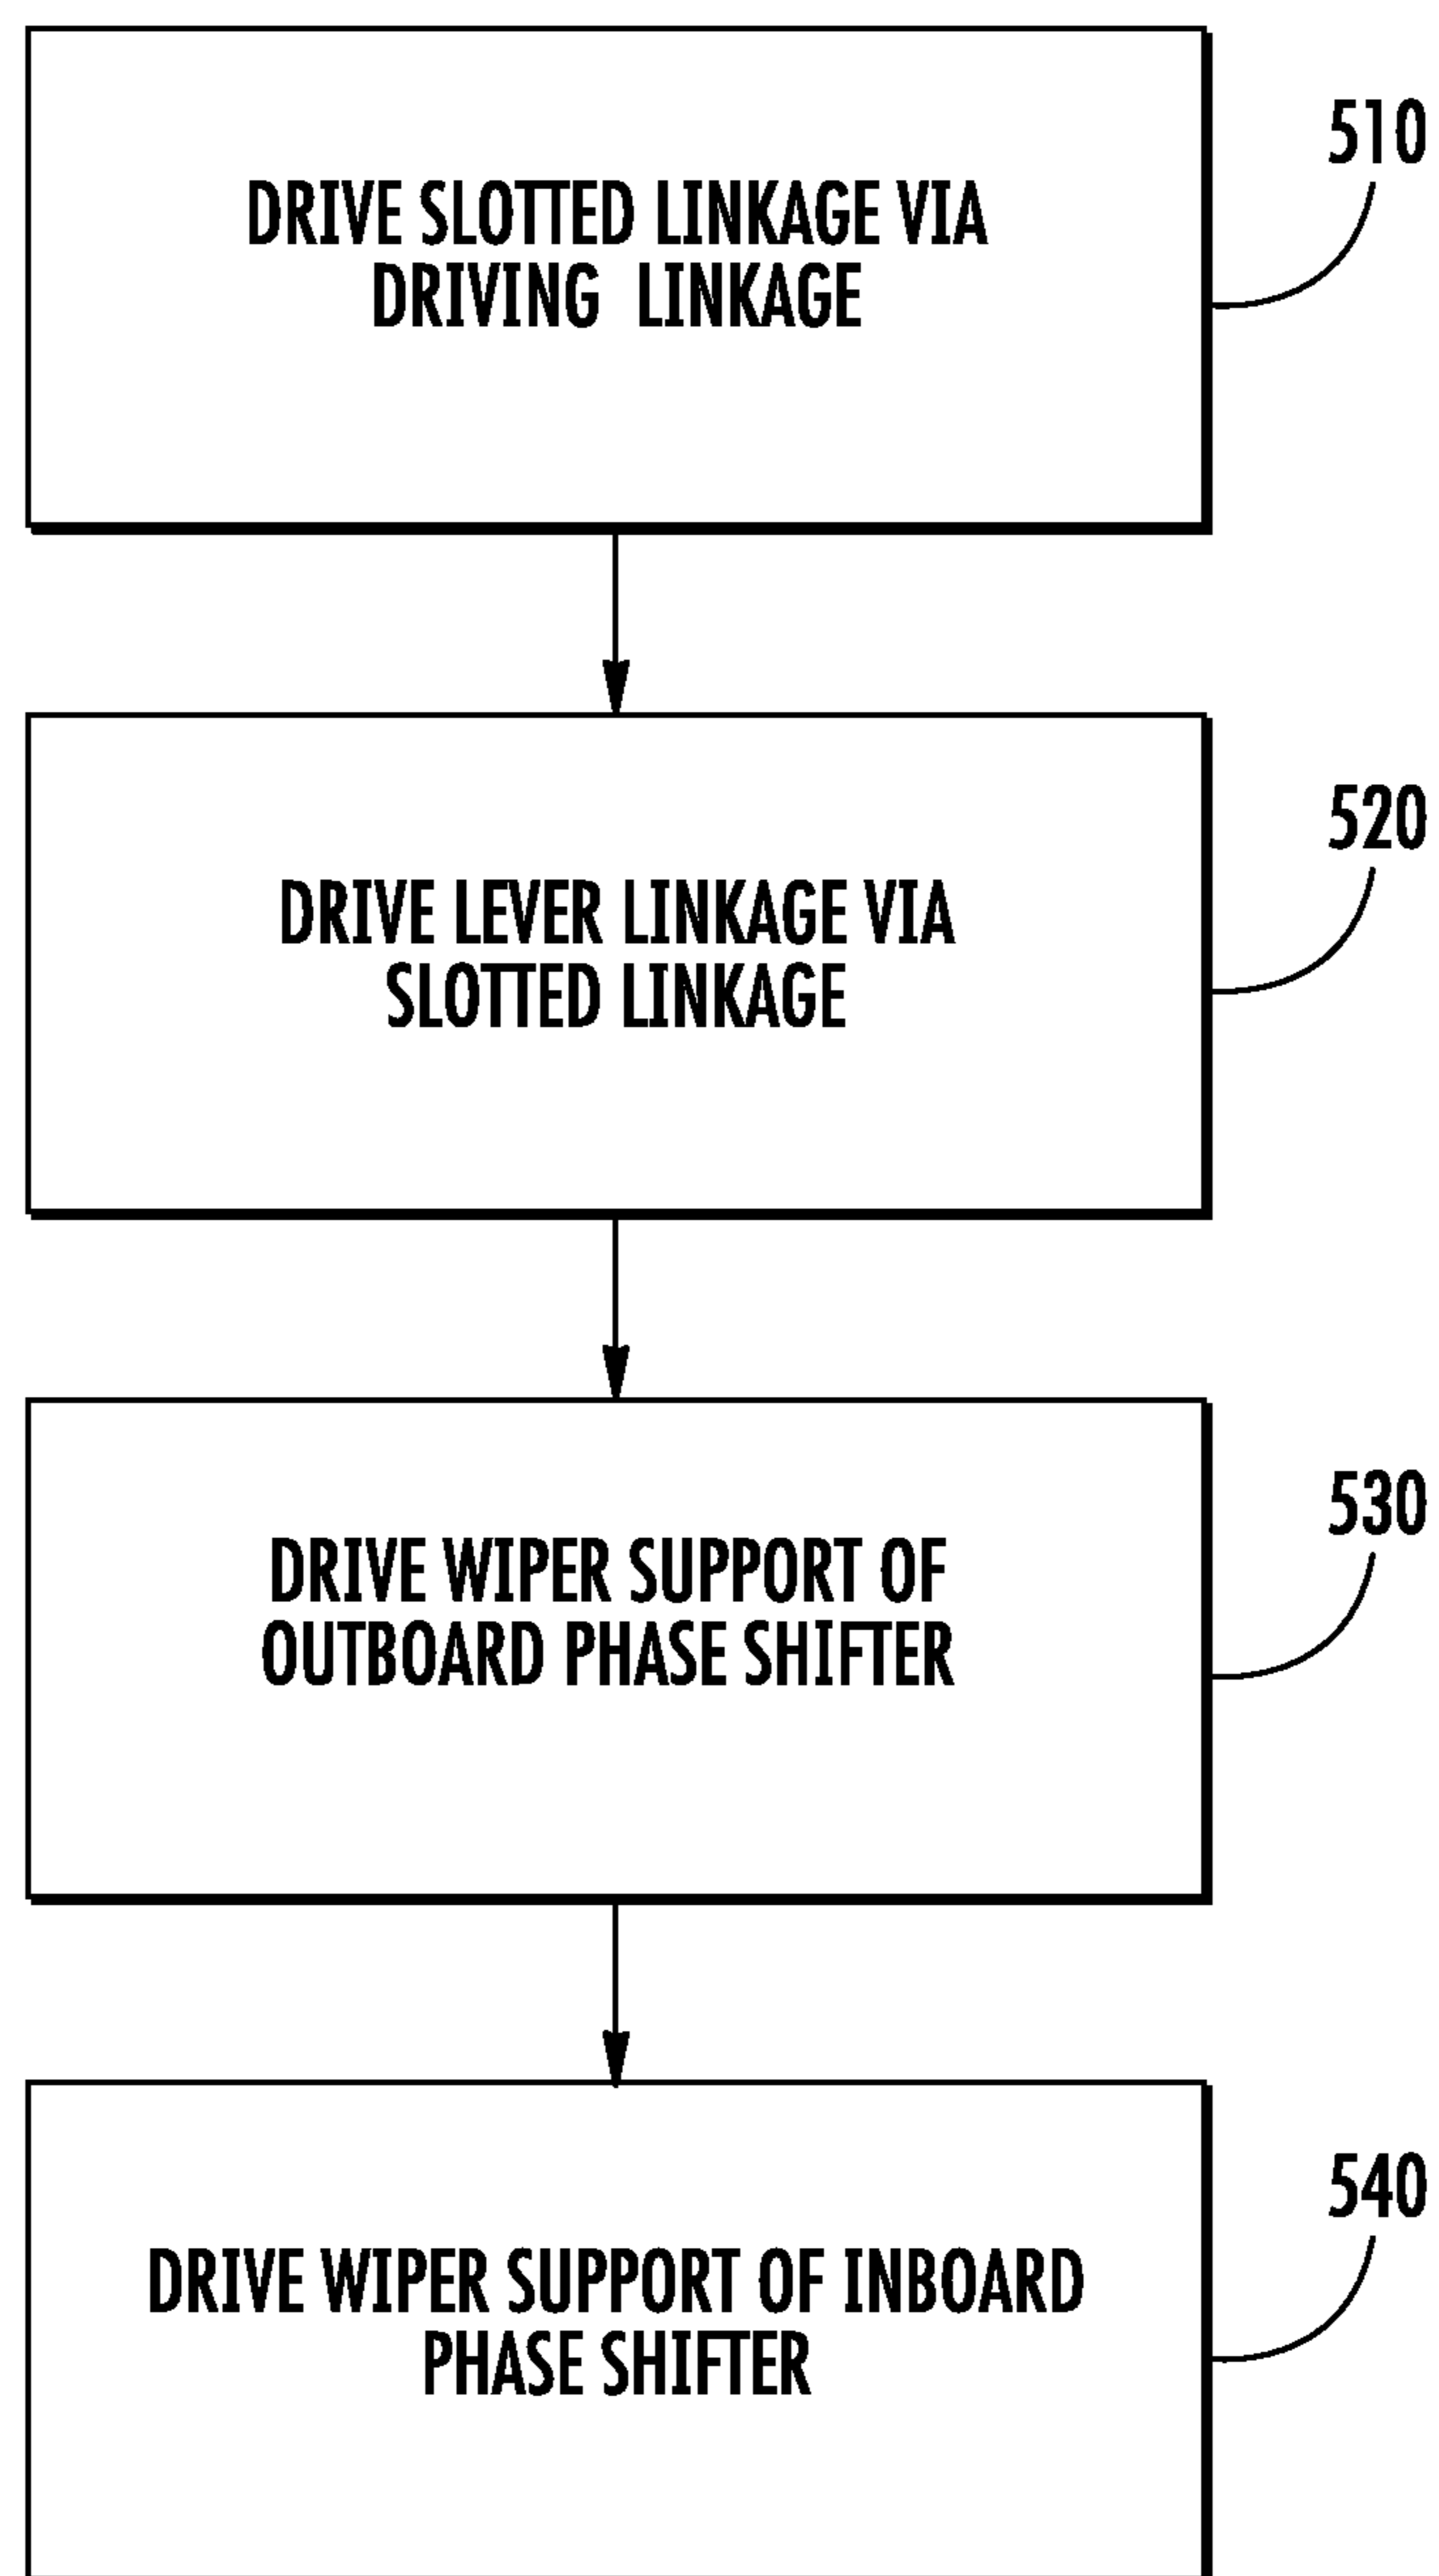 510
DRIVE SLOTTED LINKAGE VIA
DRIVING LINKAGE
520
DRIVE LEVER LINKAGE VIA
SLOTTED LINKAGE
530
DRIVE WIPER SUPPORT OF
OUTBOARD PHASE SHIFTER
540
DRIVE WIPER SUPPORT OF INBOARD
PHASE SHIFTER